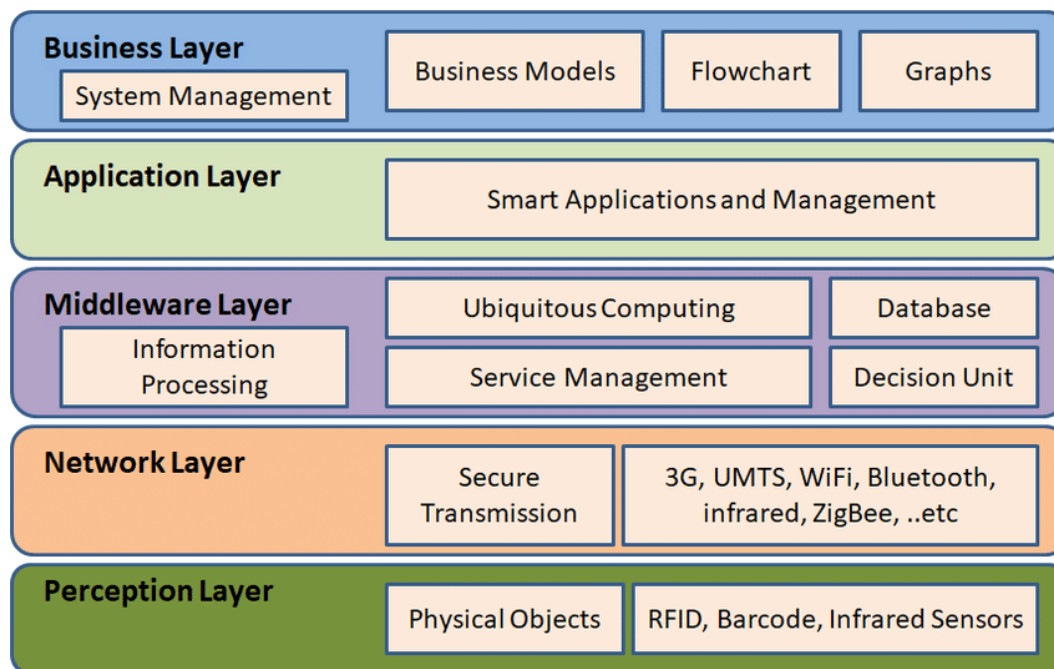 Business Layer
System Management
Business Models
Flowchart
Graphs
Application Layer
Smart Applications and Management
Middleware Layer
Information
Processing
Ubiquitous Computing
Database
Service Management
Decision Unit
Network Layer
Secure
Transmission
3G, UMTS, WiFi, Bluetooth,
infrared, ZigBee, ..etc
Perception Layer
Physical Objects
RFID, Barcode, Infrared Sensors